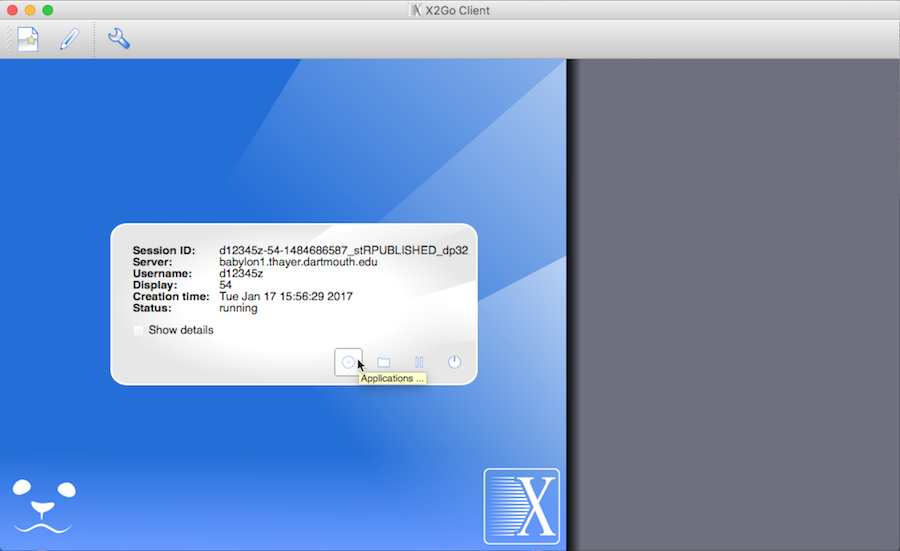 X2Go Client
Session ID: d12345z-54-1484686587_stRPUBLISHED_dp32
Server: babylon1.thayer.dartmouth.edu
Username: d12345z
Display: 54
Creation time: Tue Jan 17 15:56:29 2017
Status: running
Show details
Applications ...
X